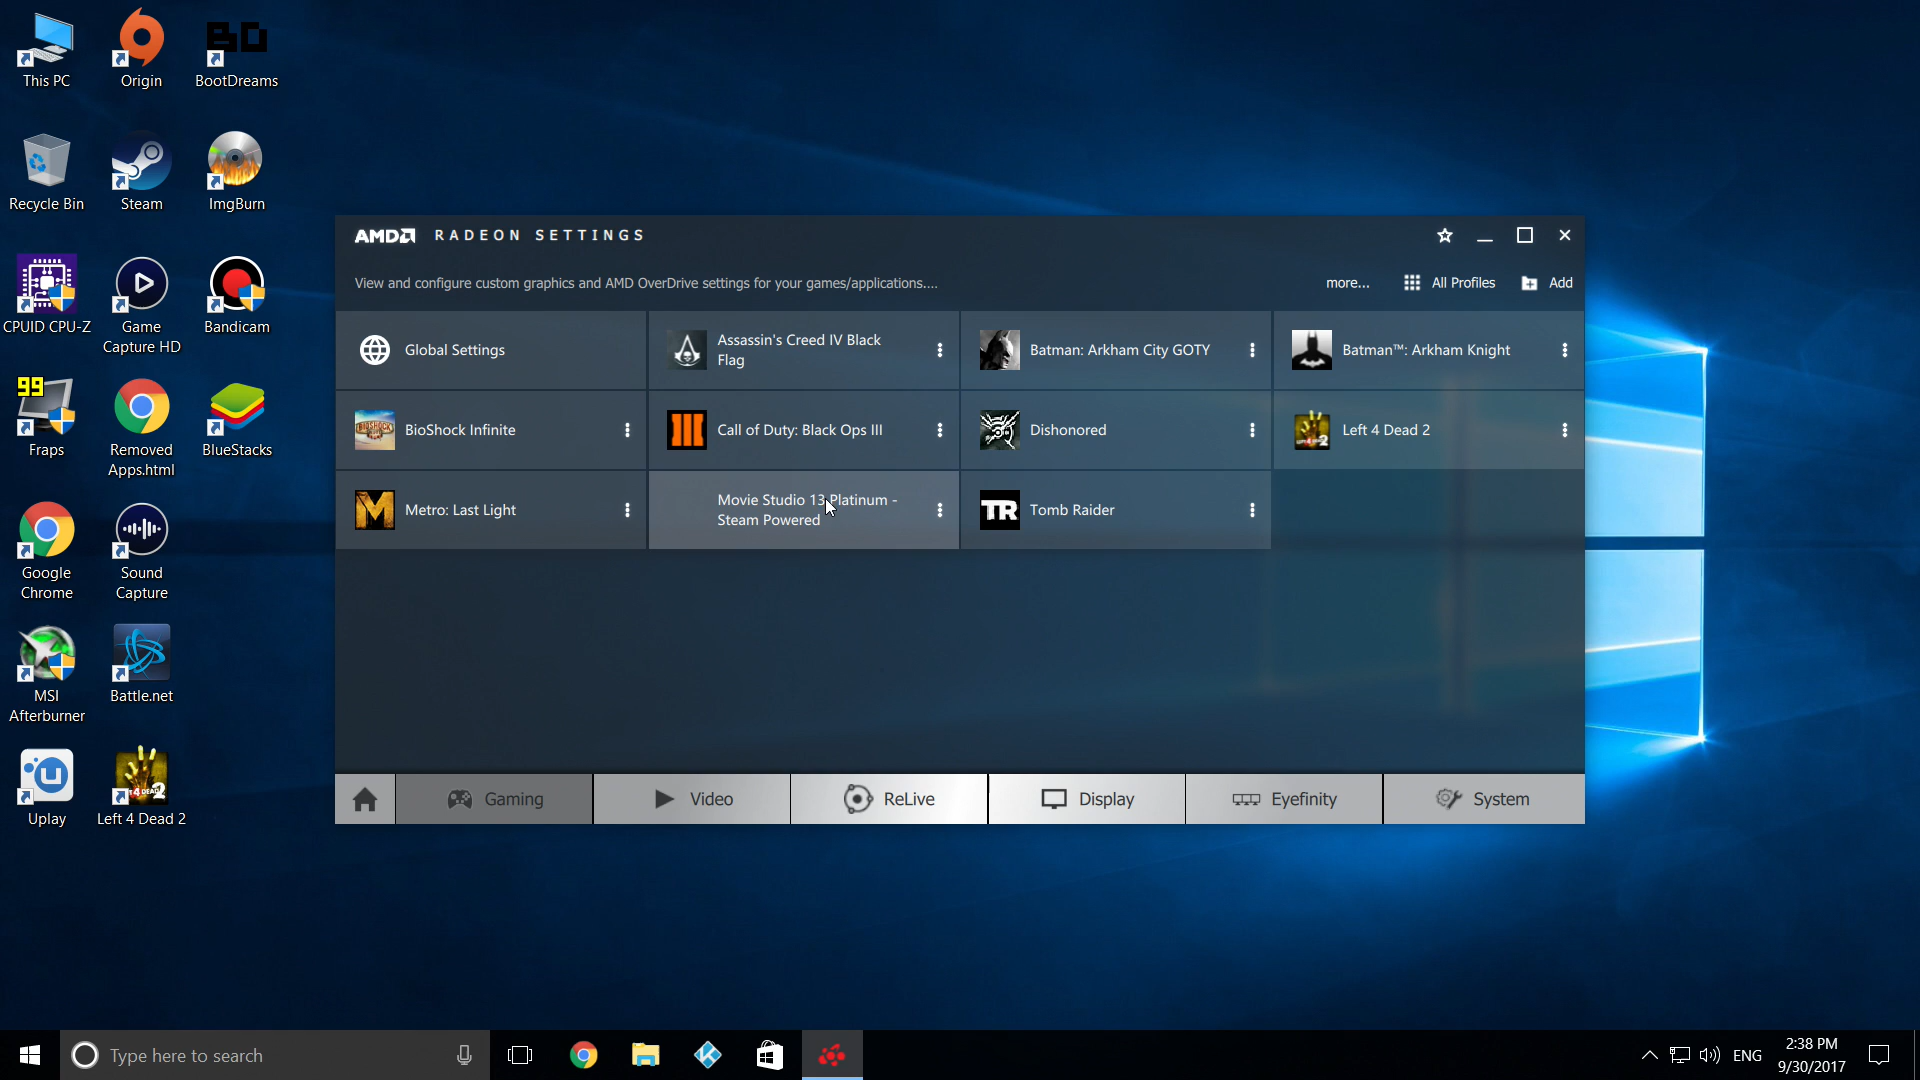 This PC
Origin
BootDreams
Recycle Bin
Steam
ImgBurn
CPUID CPU-Z
Game
Capture HD
Bandicam
99
Fraps
Removed
Apps.html
BlueStacks
Google
Chrome
Sound
Capture
MSI
Afterburner
Battle.net
Uplay
Left 4 Dead 2
AMD RADEON SETTINGS
View and configure custom graphics and AMD OverDrive settings for your games/applications....
more...
All Profiles
Add
Global Settings
Assassin's Creed IV Black
Flag
Batman: Arkham City GOTY
Batman™: Arkham Knight
BIOSHOCK
BioShock Infinite
Call of Duty: Black Ops III
Dishonored
Left 4 Dead 2
M
Metro: Last Light
Movie Studio 13 Platinum -
Steam Powered
TR
Tomb Raider
Gaming
Video
ReLive
Display
Eyefinity
System
Type here to search
ENG
2:38 PM
9/30/2017